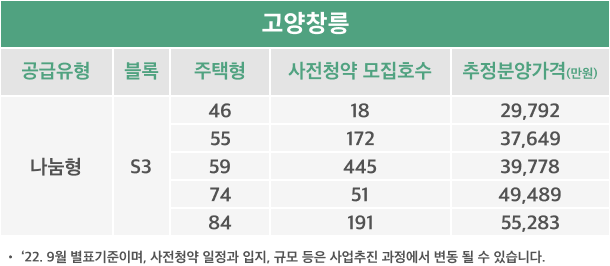 고양창릉
공급유형 블록 주택형 사전청약 모집호수 추정분양가격(만원)
나눔형 S3
46 18 29,792
55 172 37,649
59 445 39,778
74 51 49,489
84 191 55,283
• ‘22. 9월 별표기준이며, 사전청약 일정과 입지, 규모 등은 사업추진 과정에서 변동 될 수 있습니다.